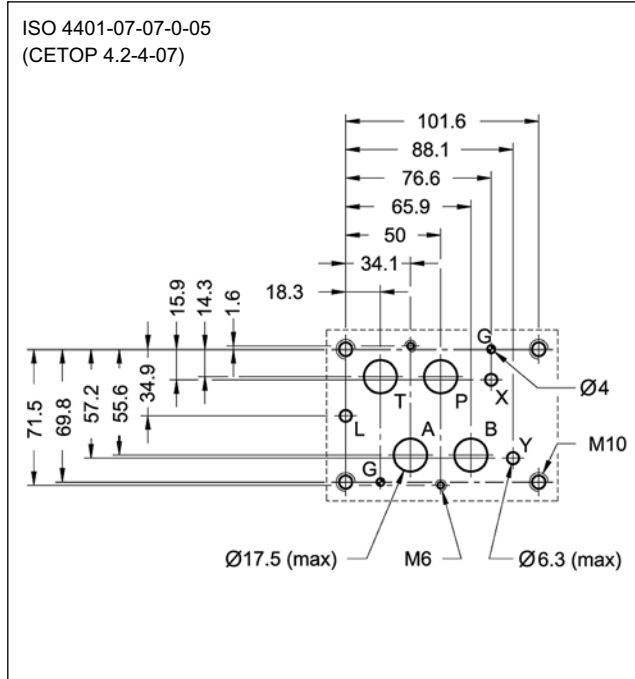 ISO 4401-07-07-0-05
(CETOP 4.2-4-07)
101.6
88.1
76.6
65.9
50
34.1
18.3
15.9
14.3
1.6
G
T
P
X
Ø4
71.5
69.8
57.2
55.6
34.9
L
A
B
Y
M10
G
Ø17.5 (max)
M6
Ø6.3 (max)